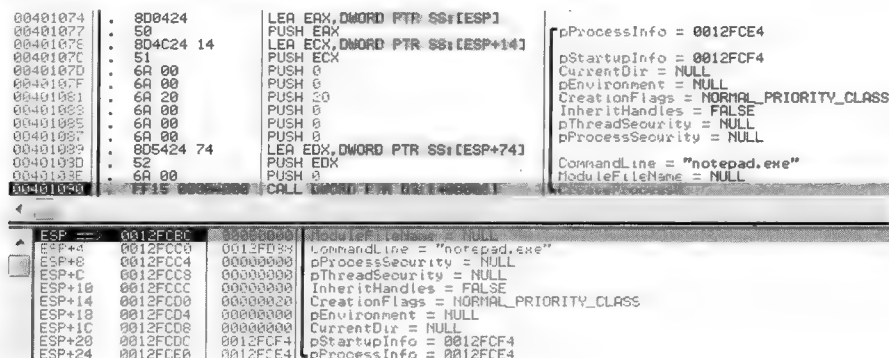 00401074 . 8D0424 LEA EAX,DWORD PTR SS:[ESP]
00401077 . 50 PUSH EAX pProcessInfo = 0012FCE4
00401078 . 8D4C24 14 LEA ECX,DWORD PTR SS:[ESP+14]
0040107C . 51 PUSH ECX pStartupInfo = 0012FCF4
0040107D . 6A 00 PUSH 0 CurrentDir = NULL
0040107F . 6A 00 PUSH 0 pEnvironment = NULL
00401081 . 6A 20 PUSH 20 CreationFlags = NORMAL_PRIORITY_CLASS
00401083 . 6A 00 PUSH 0 InheritHandles = FALSE
00401085 . 6A 00 PUSH 0 pThreadSecurity = NULL
00401087 . 6A 00 PUSH 0 pProcessSecurity = NULL
00401089 . 8D5424 74 LEA EDX,DWORD PTR SS:[ESP+74]
0040108D . 52 PUSH EDX CommandLine = "notepad.exe"
0040108E . 6A 00 PUSH 0 ModuleFileName = NULL
00401090 . FF15 CALL DWORD PTR
ESP ==> 0012FCBC 00000000 ModuleFileName = NULL
ESP+4 0012FCC0 CommandLine = "notepad.exe"
ESP+8 0012FCC4 00000000 pProcessSecurity = NULL
ESP+C 0012FCC8 00000000 pThreadSecurity = NULL
ESP+10 0012FCCC 00000000 InheritHandles = FALSE
ESP+14 0012FCD0 00000020 CreationFlags = NORMAL_PRIORITY_CLASS
ESP+18 0012FCD4 00000000 pEnvironment = NULL
ESP+1C 0012FCD8 00000000 CurrentDir = NULL
ESP+20 0012FCDC 0012FCF4 pStartupInfo = 0012FCF4
ESP+24 0012FCE0 0012FCE4 pProcessInfo = 0012FCE4